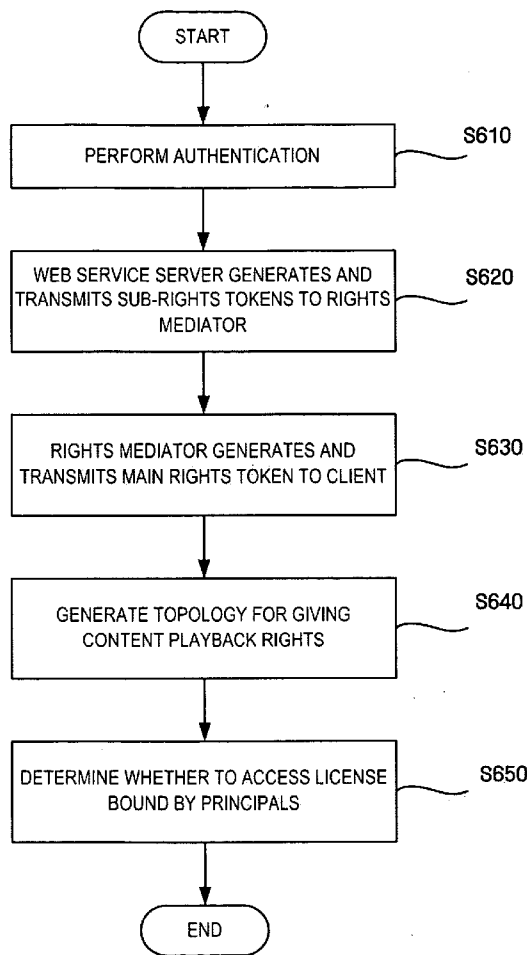 START
PERFORM AUTHENTICATION
S610
WEB SERVICE SERVER GENERATES AND
TRANSMITS SUB-RIGHTS TOKENS TO RIGHTS
MEDIATOR
S620
RIGHTS MEDIATOR GENERATES AND
TRANSMITS MAIN RIGHTS TOKEN TO CLIENT
S630
GENERATE TOPOLOGY FOR GIVING
CONTENT PLAYBACK RIGHTS
S640
DETERMINE WHETHER TO ACCESS LICENSE
BOUND BY PRINCIPALS
S650
END